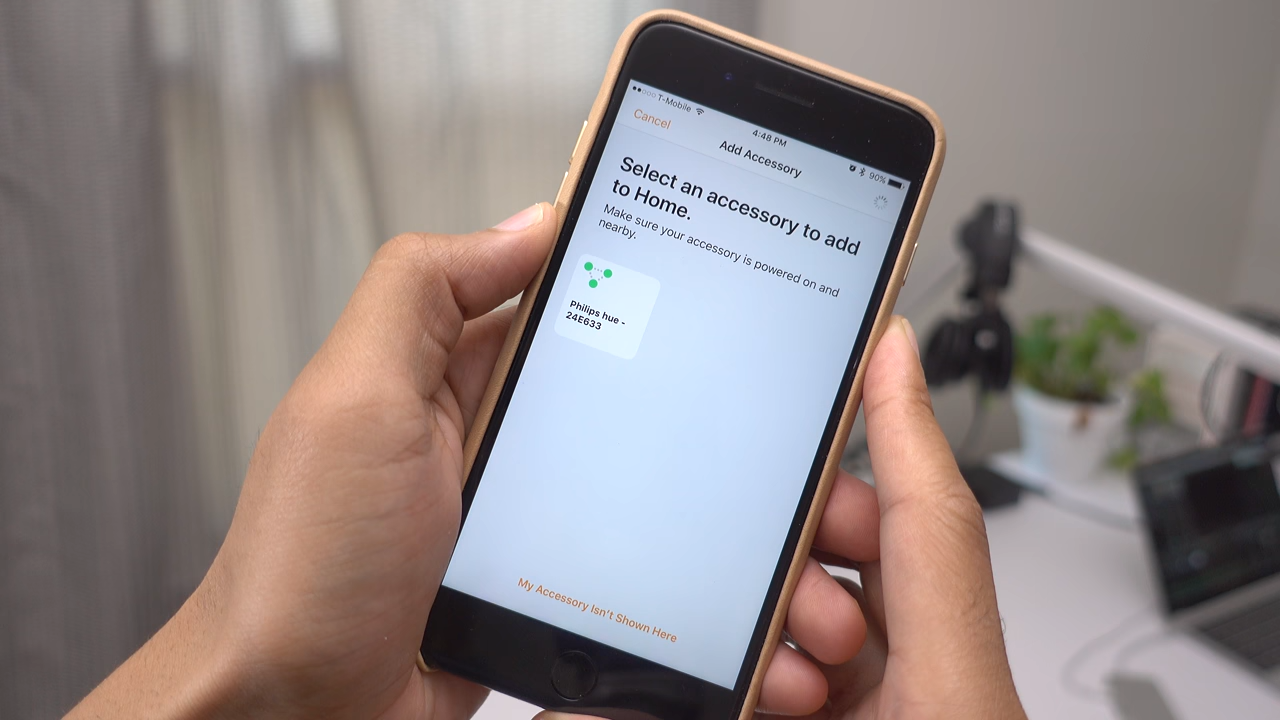 T-Mobile
4:48 PM
90%
Cancel
Add Accessory
Select an accessory to add
to Home.
Make sure your accessory is powered on and
nearby.
Philips hue -
24E633
My Accessory Isn't Shown Here